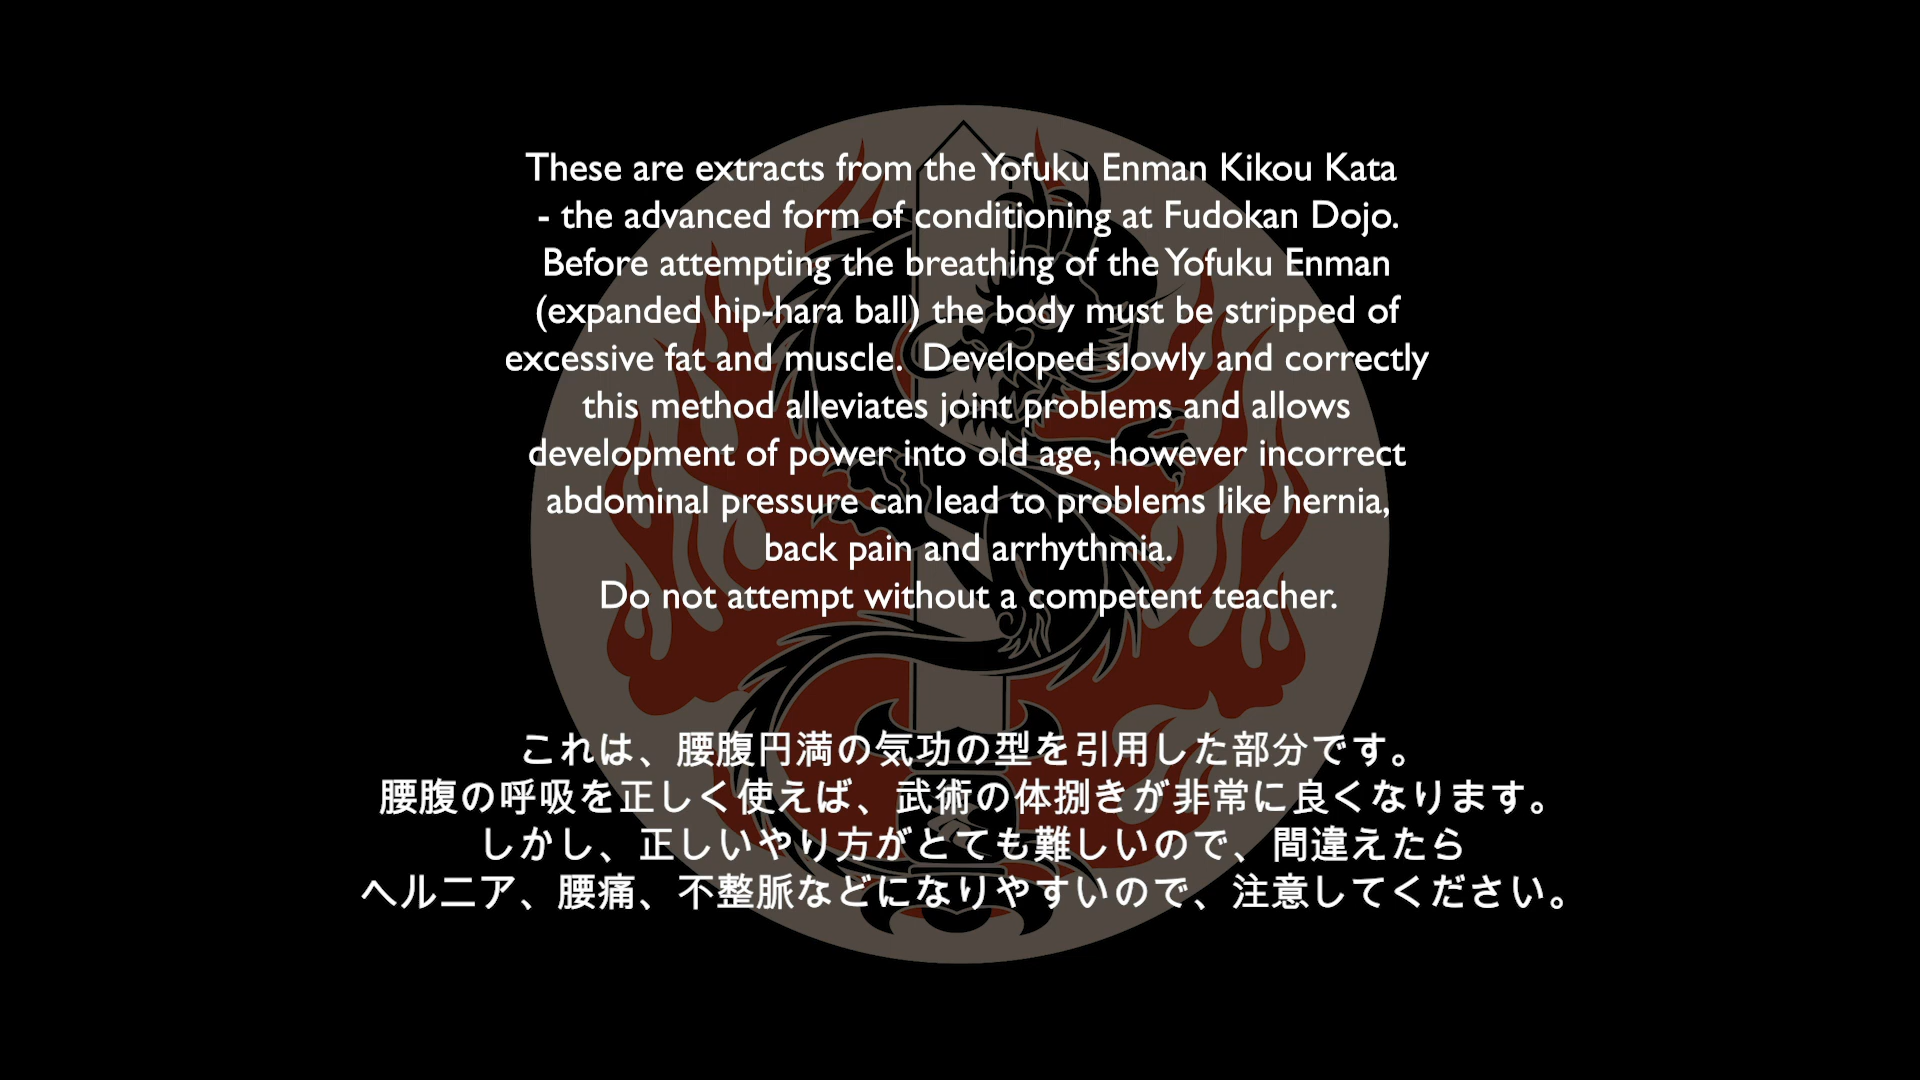 These are extracts from the Yofuku Enman Kikou Kata
- the advanced form of conditioning at Fudokan Dojo.
Before attempting the breathing of the Yofuku Enman
(expanded hip-hara ball) the body must be stripped of
excessive fat and muscle.  Developed slowly and correctly
this method alleviates joint problems and allows
development of power into old age, however incorrect
abdominal pressure can lead to problems like hernia,
back pain and arrhythmia.
Do not attempt without a competent teacher.
これは、腰腹円満の気功の型を引用した部分です。
腰腹の呼吸を正しく使えば、武術の体捌きが非常に良くなります。
しかし、正しいやり方がとても難しいので、間違えたら
ヘルニア、腰痛、不整脈などになりやすいので、注意してください。